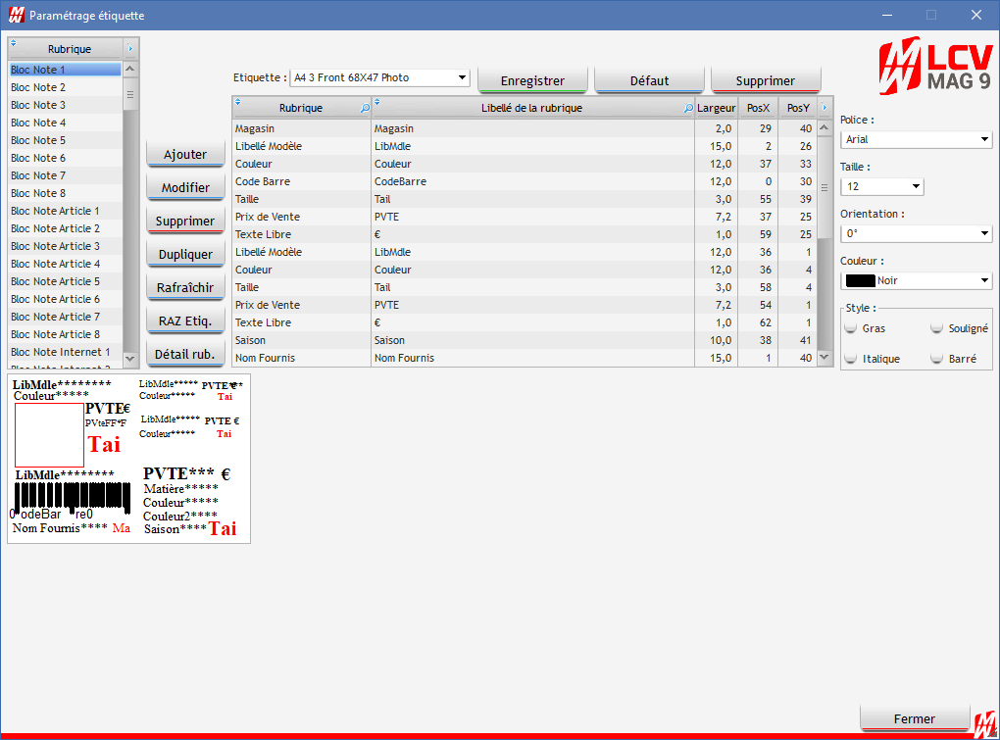 Paramétrage étiquette
LCV
MAG 9
Rubrique
Bloc Note 1
Bloc Note 2
Bloc Note 3
Bloc Note 4
Bloc Note 5
Bloc Note 6
Bloc Note 7
Bloc Note 8
Bloc Note Article 1
Bloc Note Article 2
Bloc Note Article 3
Bloc Note Article 4
Bloc Note Article 5
Bloc Note Article 6
Bloc Note Article 7
Bloc Note Article 8
Bloc Note Internet 1
Bloc Note Internet 2
Ajouter
Modifier
Supprimer
Dupliquer
Rafraîchir
RAZ Etiq.
Détail rub.
Etiquette : A4 3 Front 68X47 Photo Enregistrer Défaut Supprimer
Rubrique Libellé de la rubrique Largeur PosX PosY
Magasin Magasin 2,0 29 40
Libellé Modèle LibMdle 15,0 2 26
Couleur Couleur 12,0 37 33
Code Barre CodeBarre 12,0 0 30
Taille Tail 3,0 55 39
Prix de Vente PVTE 7,2 37 25
Texte Libre € 1,0 59 25
Libellé Modèle LibMdle 12,0 36 1
Couleur Couleur 12,0 36 4
Taille Tail 3,0 58 4
Prix de Vente PVTE 7,2 54 1
Texte Libre € 1,0 62 1
Saison Saison 10,0 38 41
Nom Fournis Nom Fournis 15,0 1 40
Police :
Arial
Taille :
12
Orientation :
0°
Couleur :
Noir
Style :
Gras Souligné
Italique Barré
LibMdle********
Couleur*****
PVTE€
PVteFF*F
Tai
LibMdle********
0 odeBar re0
Nom Fournis**** Ma
LibMdle***** PVTE€**
Couleur***** Tai
LibMdle***** PVTE €
Couleur***** Tai
PVTE*** €
Matière*****
Couleur*****
Couleur2****
Saison**** Tai
Fermer